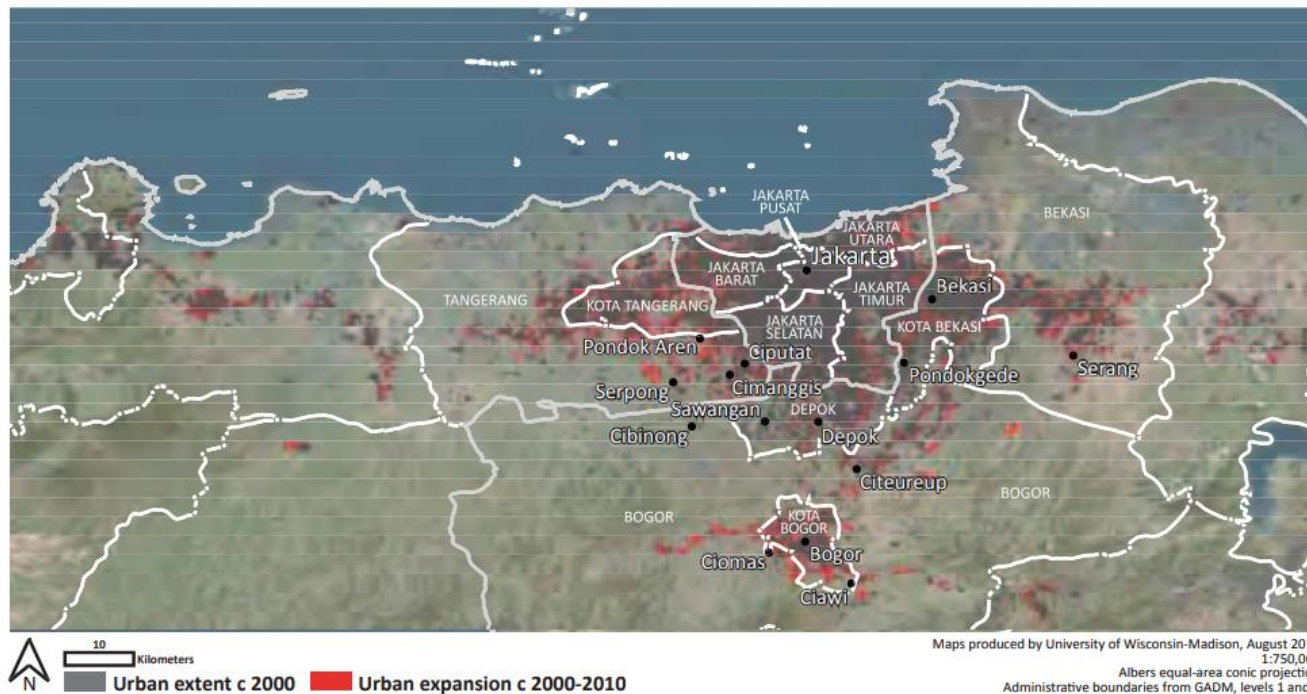 JAKARTA
PUSAT
JAKARTA
UTARA
BEKASI
Jakarta
JAKARTA
BARAT
JAKARTA
TIMUR
Bekasi
TANGERANG
KOTA TANGERANG
JAKARTA
SELATAN
KOTA BEKASI
Pondok Aren
Ciputat
Pondokgede
Serang
Serpong
Cimanggis
Sawangan
DEPOK
Cibinong
Depok
Citeureup
BOGOR
BOGOR
KOTA
BOGOR
Bogor
Ciomas
Ciawi
N
10
Kilometers
Urban extent c 2000
Urban expansion c 2000-2010
Maps produced by University of Wisconsin-Madison, August 20
1:750,0
Albers equal-area conic projecti
Administrative boundaries from GADM, levels 1 and